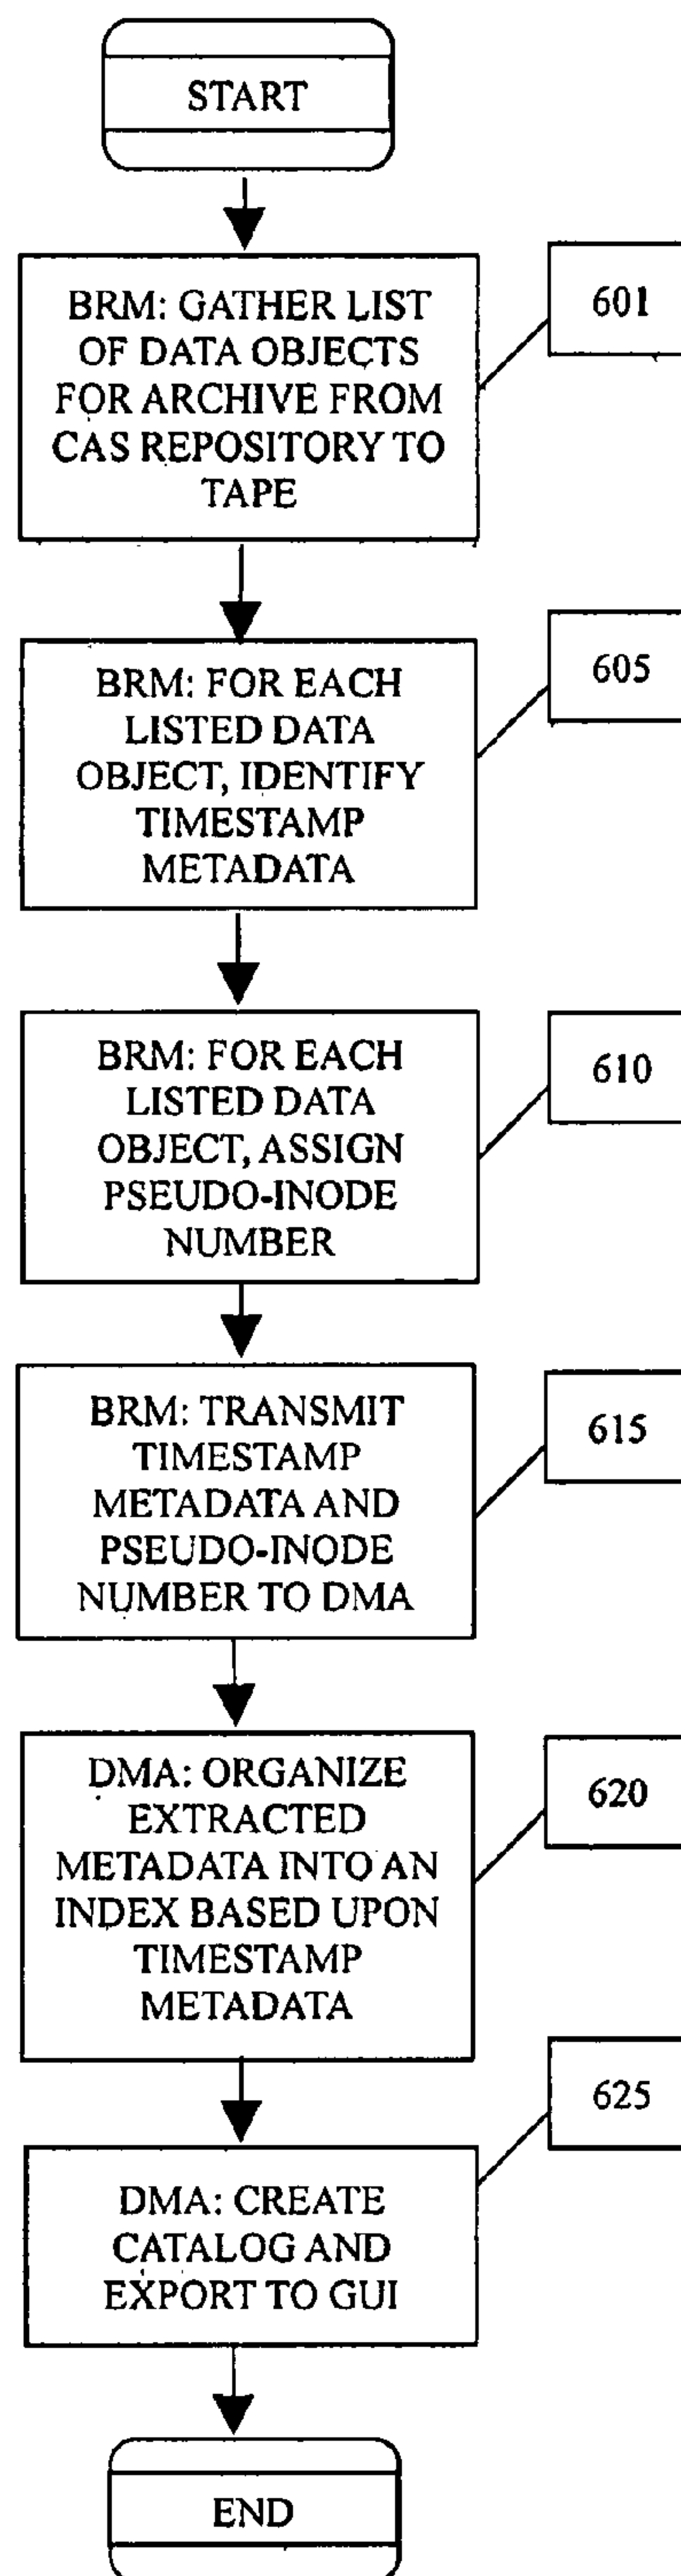 START
BRM: GATHER LIST
OF DATA OBJECTS
FOR ARCHIVE FROM
CAS REPOSITORY TO
TAPE
601
BRM: FOR EACH
LISTED DATA
OBJECT, IDENTIFY
TIMESTAMP
METADATA
605
BRM: FOR EACH
LISTED DATA
OBJECT, ASSIGN
PSEUDO-INODE
NUMBER
610
BRM: TRANSMIT
TIMESTAMP
METADATA AND
PSEUDO-INODE
NUMBER TO DMA
615
DMA: ORGANIZE
EXTRACTED
METADATA INTO AN
INDEX BASED UPON
TIMESTAMP
METADATA
620
DMA: CREATE
CATALOG AND
EXPORT TO GUI
625
END